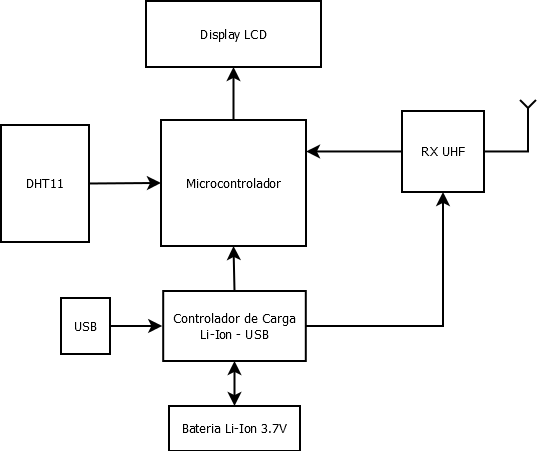 Display LCD
DHT11
Microcontrolador
RX UHF
USB
Controlador de Carga
Li-Ion - USB
Bateria Li-Ion 3.7V